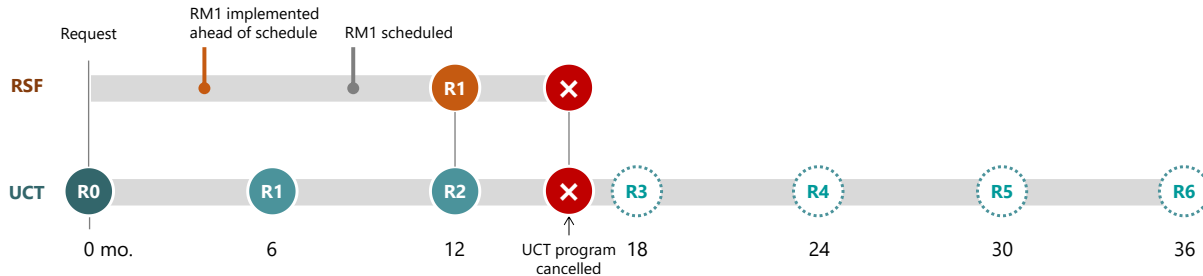 RM1 implemented
ahead of schedule
Request
RM1 scheduled
RSF
R1
UCT
R0
R1
R2
R3
R4
R5
R6
0 mo.
6
12
UCT program
cancelled
18
24
30
36